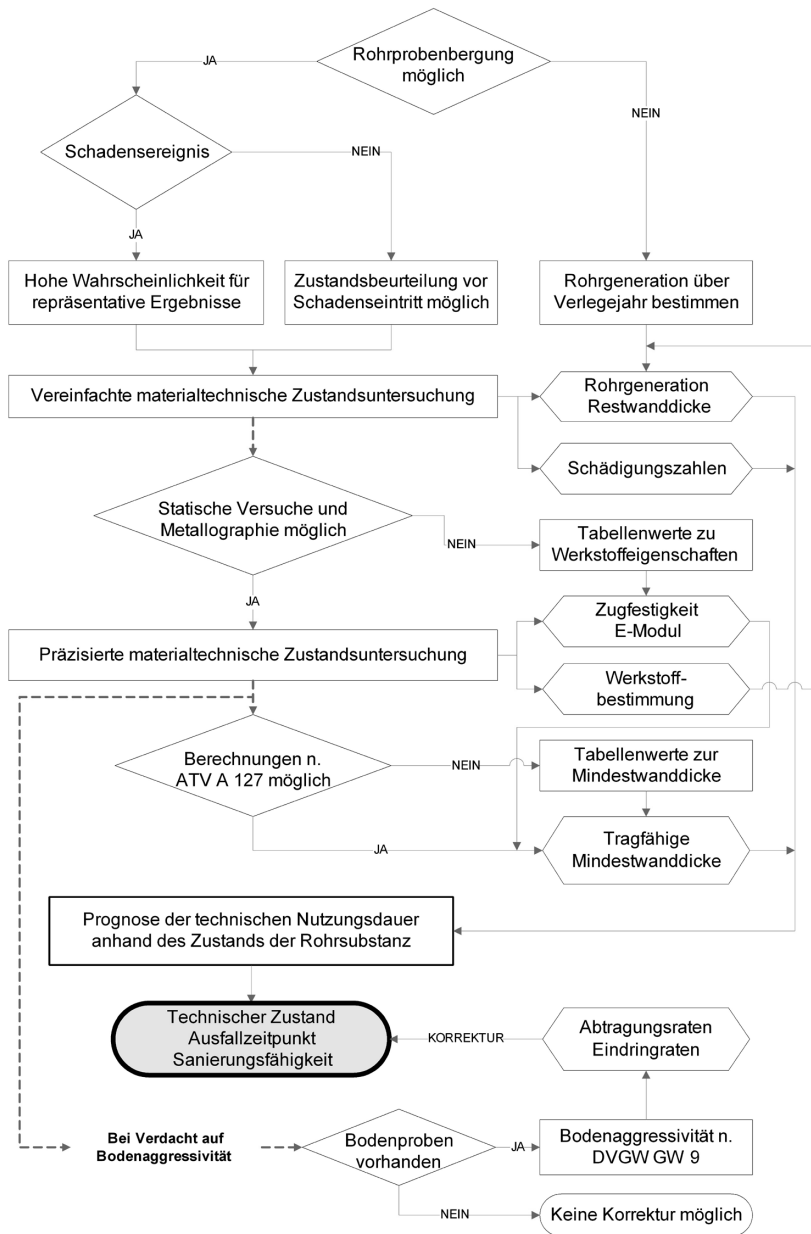 Rohrprobenbergung
möglich
JA
NEIN
Schadensereignis
NEIN
JA
Hohe Wahrscheinlichkeit für
repräsentative Ergebnisse
Zustandsbeurteilung vor
Schadenseintritt möglich
Rohrgeneration über
Verlegejahr bestimmen
Vereinfachte materialtechnische Zustandsuntersuchung
Rohrgeneration
Restwanddicke
Schädigungszahlen
Statische Versuche und
Metallographie möglich
NEIN
Tabellenwerte zu
Werkstoffeigenschaften
JA
Zugfestigkeit
E-Modul
Präzisierte materialtechnische Zustandsuntersuchung
Werkstoff-
bestimmung
Berechnungen n.
ATV A 127 möglich
NEIN
Tabellenwerte zur
Mindestwanddicke
JA
Tragfähige
Mindestwanddicke
Prognose der technischen Nutzungsdauer
anhand des Zustands der Rohrsubstanz
Technischer Zustand
Ausfallzeitpunkt
Sanierungsfähigkeit
KORREKTUR
Abtragungsraten
Eindringraten
Bei Verdacht auf
Bodenaggressivität
Bodenproben
vorhanden
JA
Bodenaggressivität n.
DVGW GW 9
NEIN
Keine Korrektur möglich